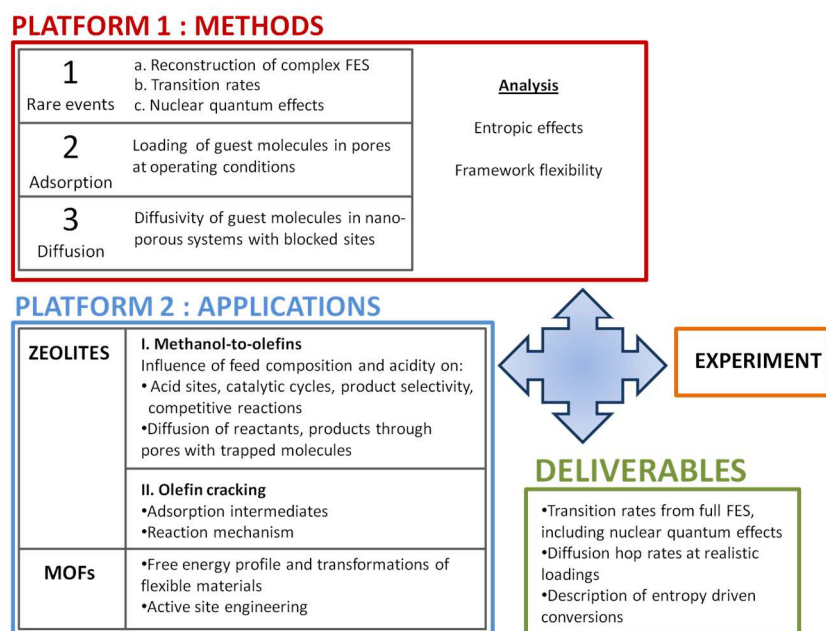 PLATFORM 1 : METHODS
1
Rare events
a. Reconstruction of complex FES
b. Transition rates
c. Nuclear quantum effects
2
Adsorption
Loading of guest molecules in pores
at operating conditions
3
Diffusion
Diffusivity of guest molecules in nano-
porous systems with blocked sites
Analysis
Entropic effects
Framework flexibility
PLATFORM 2 : APPLICATIONS
ZEOLITES
I. Methanol-to-olefins
Influence of feed composition and acidity on:
• Acid sites, catalytic cycles, product selectivity,
competitive reactions
•Diffusion of reactants, products through
pores with trapped molecules
II. Olefin cracking
•Adsorption intermediates
•Reaction mechanism
MOFs
•Free energy profile and transformations of
flexible materials
•Active site engineering
EXPERIMENT
DELIVERABLES
•Transition rates from full FES,
including nuclear quantum effects
•Diffusion hop rates at realistic
loadings
•Description of entropy driven
conversions